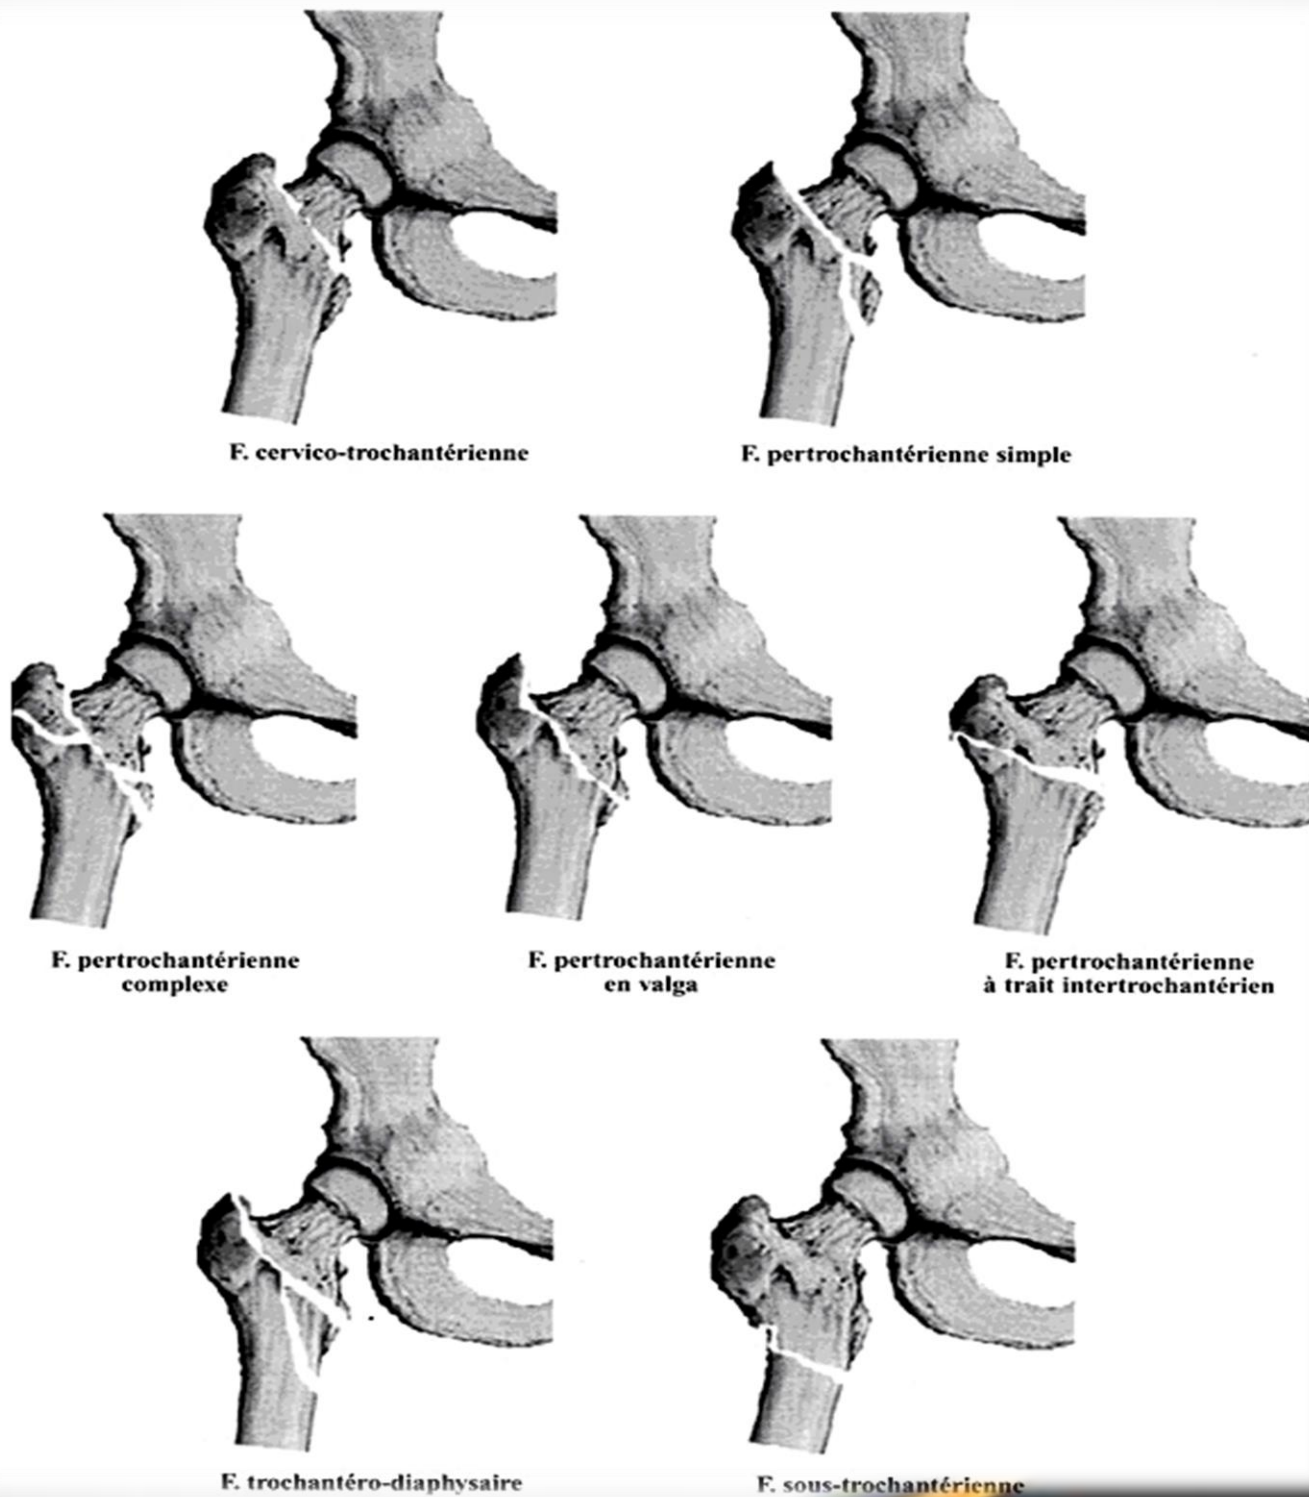 F. cervico-trochantérienne
F. pertrochantérienne simple
F. pertrochantérienne
complexe
F. pertrochantérienne
en valga
F. pertrochantérienne
à trait intertrochantérien
F. trochantéro-diaphysaire
F. sous-trochantérienne